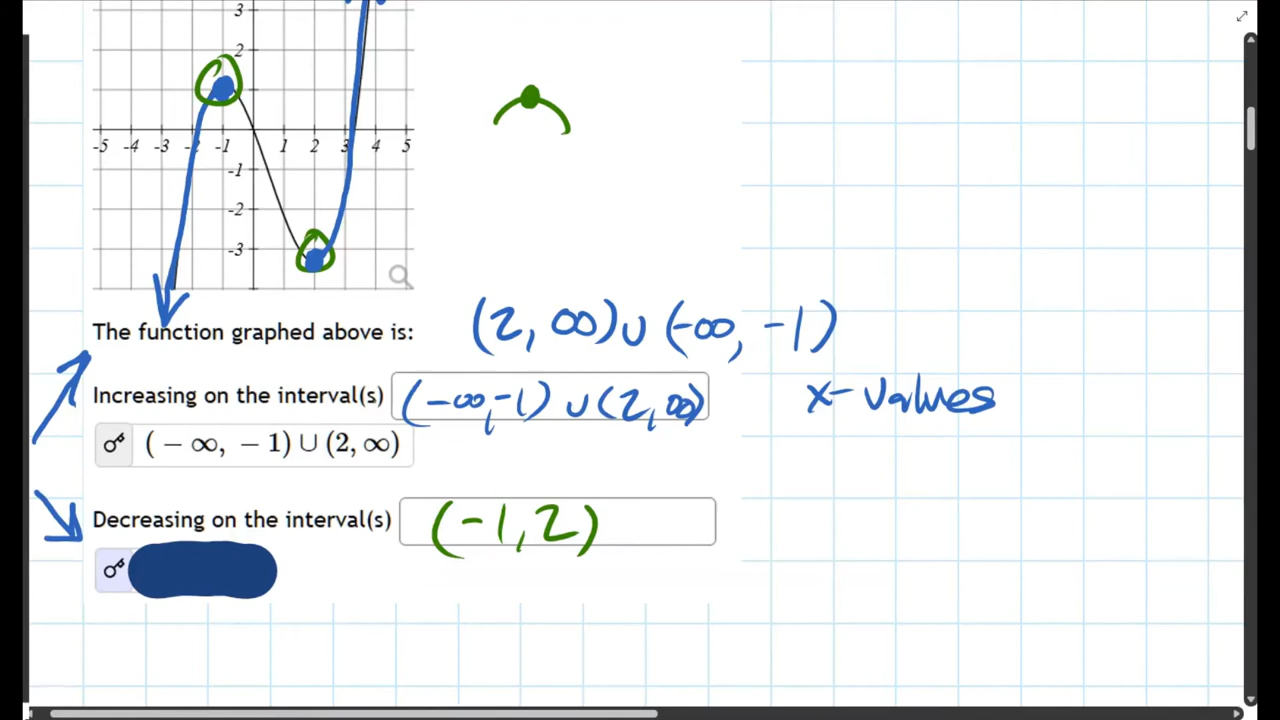 3
2
-5 -4 -3 -2 -1 1 2 3 4 5
-1
-2
-3
The function graphed above is:
(2, ∞) ∪ (-∞, -1)
Increasing on the interval(s) (-∞, -1) ∪ (2, ∞)
x-values
(− ∞, − 1) ∪ (2, ∞)
Decreasing on the interval(s) (-1, 2)